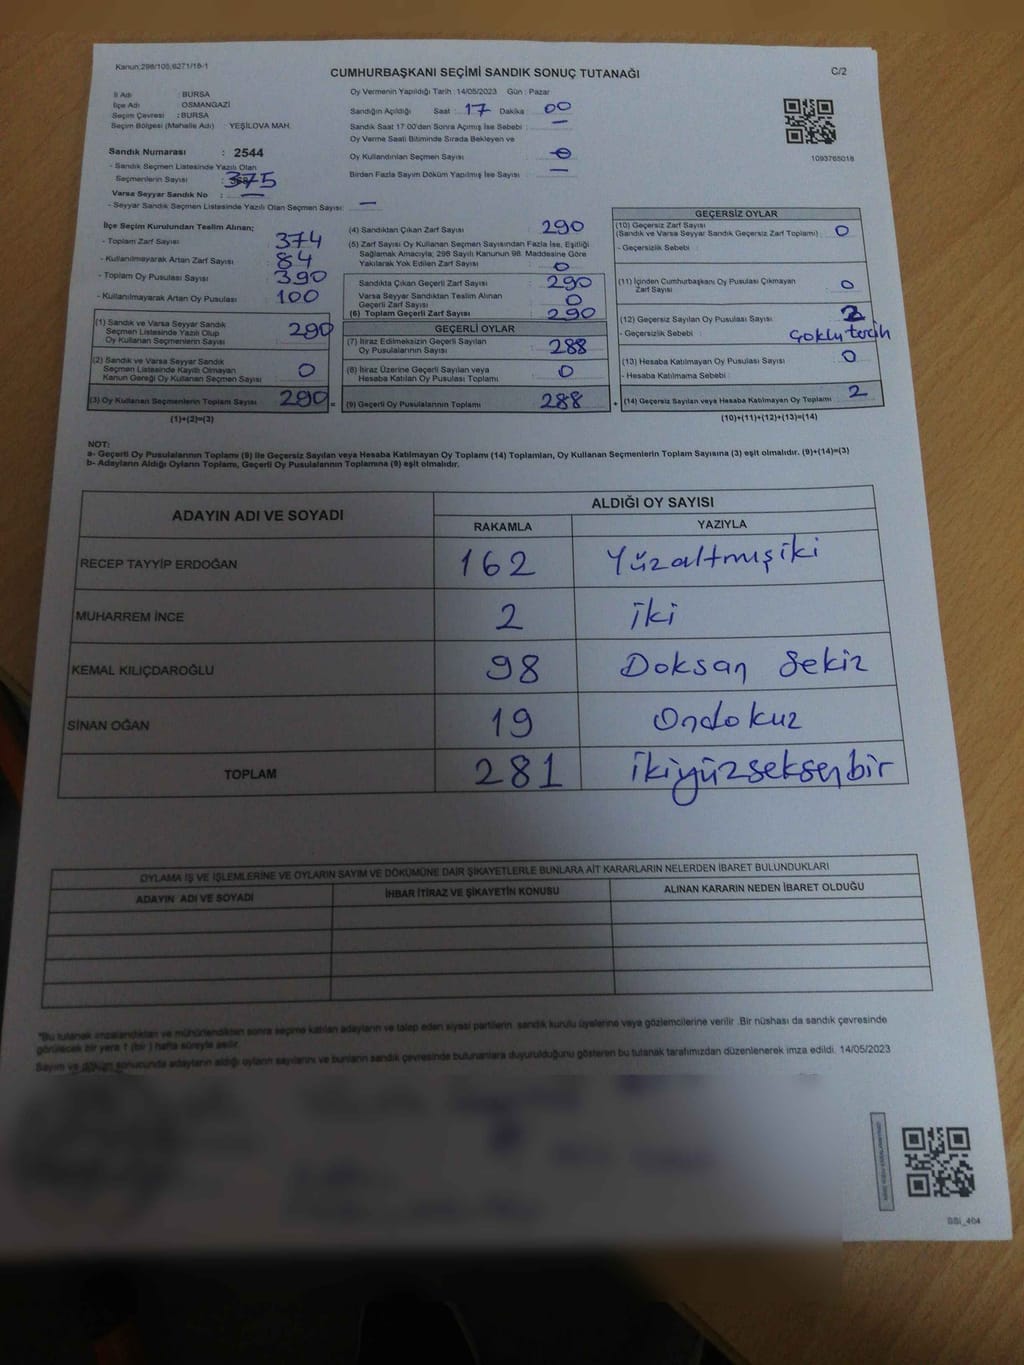 Kanun;298/105,6271/18-1
CUMHURBAŞKANI SEÇİMİ SANDIK SONUÇ TUTANAĞI
C/2
İl Adı : BURSA
İlçe Adı : OSMANGAZİ
Seçim Çevresi : BURSA
Seçim Bölgesi (Mahalle Adı) : YEŞİLOVA MAH.
Sandık Numarası : 2544
- Sandık Seçmen Listesinde Yazılı Olan
Seçmenlerin Sayısı : 375
Varsa Seyyar Sandık No : —
- Seyyar Sandık Seçmen Listesinde Yazılı Olan Seçmen Sayısı: —
Oy Vermenin Yapıldığı Tarih : 14/05/2023 Gün : Pazar
Sandığın Açıldığı Saat : 17 Dakika : 00
Sandık Saat 17:00'den Sonra Açımış İse Sebebi : —
Oy Verme Saati Bitiminde Sırada Bekleyen ve
Oy Kullandırılan Seçmen Sayısı : 0
Birden Fazla Sayım Döküm Yapılmış İse Sayısı : —
1093765018
İlçe Seçim Kurulundan Teslim Alınan;
- Toplam Zarf Sayısı : 374
- Kullanılmayarak Artan Zarf Sayısı : 84
- Toplam Oy Pusulası Sayısı : 390
- Kullanılmayarak Artan Oy Pusulası : 100
(1) Sandık ve Varsa Seyyar Sandık
Seçmen Listesinde Yazılı Olup
Oy Kullanan Seçmenlerin Sayısı : 290
(2) Sandık ve Varsa Seyyar Sandık
Seçmen Listesinde Kayıtlı Olmayan
Kanun Gereği Oy Kullanan Seçmen Sayısı : 0
(3) Oy Kullanan Seçmenlerin Toplam Sayısı : 290
=
(1)+(2)=(3)
(4) Sandıktan Çıkan Zarf Sayısı : 290
(5) Zarf Sayısı Oy Kullanan Seçmen Sayısından Fazla İse, Eşitliği
Sağlamak Amacıyla; 298 Sayılı Kanunun 98. Maddesine Göre
Yakılarak Yok Edilen Zarf Sayısı : 0
Sandıkta Çıkan Geçerli Zarf Sayısı : 290
Varsa Seyyar Sandıktan Teslim Alınan
Geçerli Zarf Sayısı : 0
(6) Toplam Geçerli Zarf Sayısı : 290
GEÇERLİ OYLAR
(7) İtiraz Edilmeksizin Geçerli Sayılan
Oy Pusulalarının Sayısı : 288
(8) İtiraz Üzerine Geçerli Sayılan veya
Hesaba Katılan Oy Pusulası Toplamı : 0
(9) Geçerli Oy Pusulalarının Toplamı : 288
+
GEÇERSİZ OYLAR
(10) Geçersiz Zarf Sayısı
(Sandık ve Varsa Seyyar Sandık Geçersiz Zarf Toplamı) : 0
- Geçersizlik Sebebi :
(11) İçinden Cumhurbaşkanı Oy Pusulası Çıkmayan
Zarf Sayısı : 0
(12) Geçersiz Sayılan Oy Pusulası Sayısı : 2
- Geçersizlik Sebebi : Çoklu tercih
(13) Hesaba Katılmayan Oy Pusulası Sayısı : 0
- Hesaba Katılmama Sebebi :
(14) Geçersiz Sayılan veya Hesaba Katılmayan Oy Toplamı : 2
(10)+(11)+(12)+(13)=(14)
NOT:
a- Geçerli Oy Pusulalarının Toplamı (9) ile Geçersiz Sayılan veya Hesaba Katılmayan Oy Toplamı (14) Toplamları, Oy Kullanan Seçmenlerin Toplam Sayısına (3) eşit olmalıdır. (9)+(14)=(3)
b- Adayların Aldığı Oyların Toplamı, Geçerli Oy Pusulalarının Toplamına (9) eşit olmalıdır.
ADAYIN ADI VE SOYADI
ALDIĞI OY SAYISI
RAKAMLA YAZIYLA
RECEP TAYYİP ERDOĞAN 162 Yüzaltmışiki
MUHARREM İNCE 2 iki
KEMAL KILIÇDAROĞLU 98 Doksan Sekiz
SİNAN OĞAN 19 Ondokuz
TOPLAM 281 ikiyüzseksenbir
OYLAMA İŞ VE İŞLEMLERİNE VE OYLARIN SAYIM VE DÖKÜMÜNE DAİR ŞİKAYETLERLE BUNLARA AİT KARARLARIN NELERDEN İBARET BULUNDUKLARI
ADAYIN ADI VE SOYADI İHBAR İTİRAZ VE ŞİKAYETİN KONUSU ALINAN KARARIN NEDEN İBARET OLDUĞU
"Bu tutanak imzalandıktan ve mühürlendikten sonra seçime katılan adayların ve talep eden siyasi partilerin, sandık kurulu üyelerine veya gözlemcilerine verilir .Bir nüshası da sandık çevresinde
görülecek bir yere 1 (bir ) hafta süreyle asılır.
Sayım ve döküm sonucunda adayların aldığı oyların sayılarını ve bunların sandık çevresinde bulunanlara duyurulduğunu gösteren bu tutanak tarafımızdan düzenlenerek imza edildi. 14/05/2023
SSİ_404